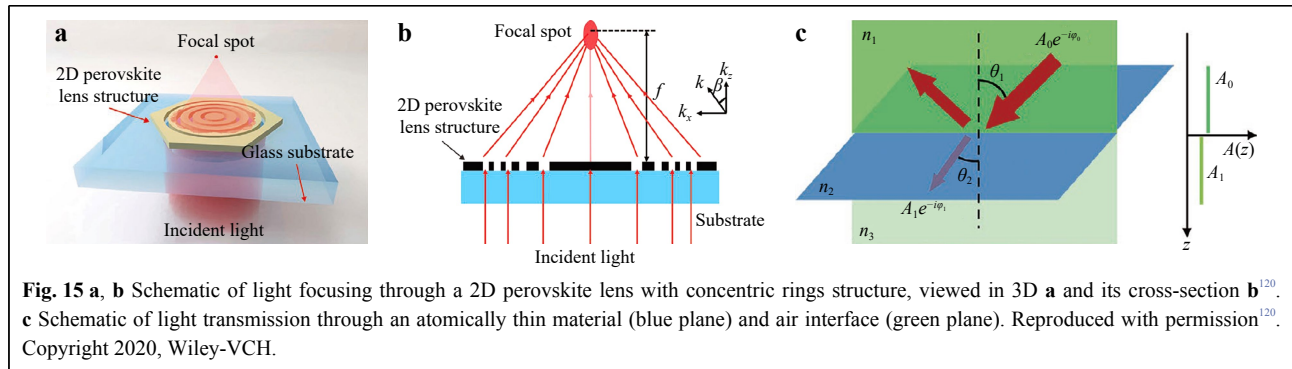 a
Focal spot
2D perovskite
lens structure
Glass substrate
Incident light
b
Focal spot
f
k
k_z
β
k_x
2D perovskite
lens structure
Substrate
Incident light
c
n₁
A₀e^{-iφ₀}
θ₁
n₂
θ₂
A₁e^{-iφ₁}
n₃
A₀
A(z)
A₁
z
Fig. 15 a, b Schematic of light focusing through a 2D perovskite lens with concentric rings structure, viewed in 3D a and its cross-section b¹²⁰.
c Schematic of light transmission through an atomically thin material (blue plane) and air interface (green plane). Reproduced with permission¹²⁰.
Copyright 2020, Wiley-VCH.